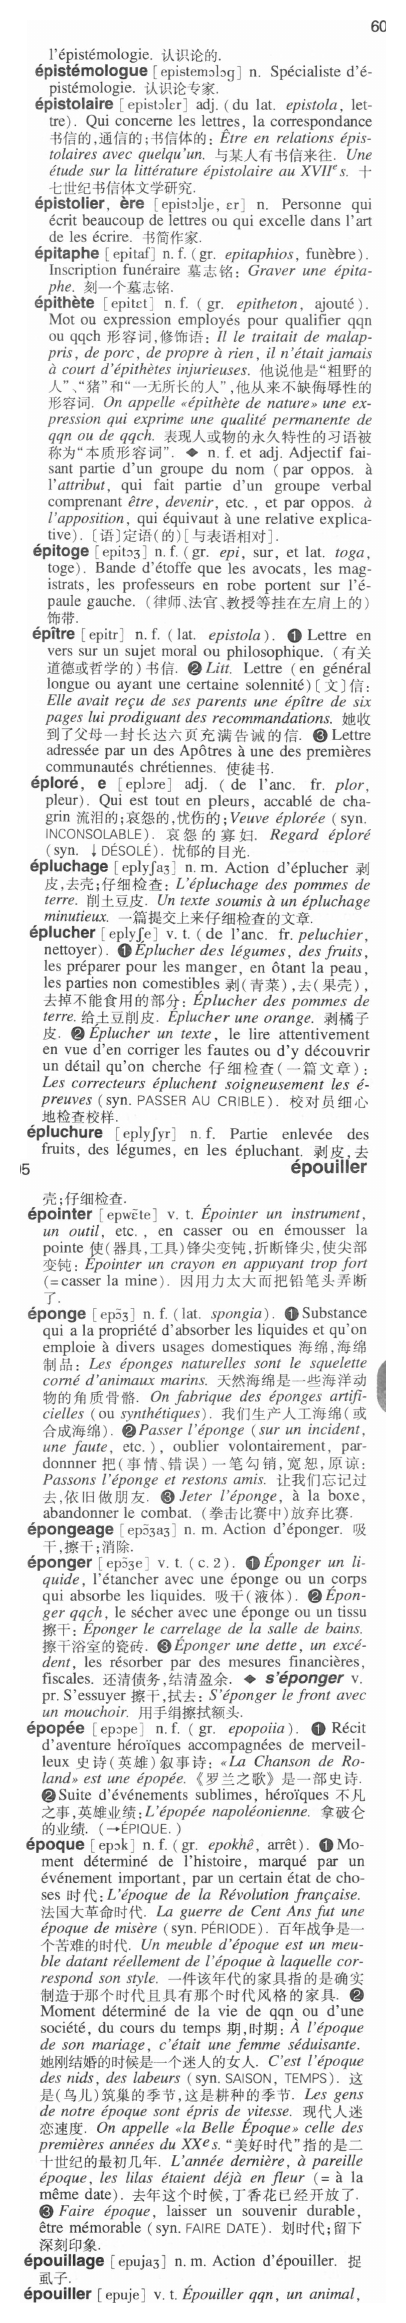 60
l'épistémologie. 认识论的.
épistémologue [epistemɔlɔg] n. Spécialiste d'é-
pistémologie. 认识论专家.
épistolaire [epistɔlɛr] adj. (du lat. epistola, let-
tre). Qui concerne les lettres, la correspondance
书信的,通信的;书信体的: Être en relations épis-
tolaires avec quelqu'un. 与某人有书信来往. Une
étude sur la littérature épistolaire au XVIIe s. 十
七世纪书信体文学研究.
épistolier, ère [epistɔlje, ɛr] n. Personne qui
écrit beaucoup de lettres ou qui excelle dans l'art
de les écrire. 书简作家.
épitaphe [epitaf] n. f. (gr. epitaphios, funèbre).
Inscription funéraire 墓志铭: Graver une épita-
phe. 刻一个墓志铭.
épithète [epitɛt] n. f. (gr. epitheton, ajouté).
Mot ou expression employés pour qualifier qqn
ou qqch 形容词,修饰语: Il le traitait de malap-
pris, de porc, de propre à rien, il n'était jamais
à court d'épithètes injurieuses. 他说他是“粗野的
人”、“猪”和“一无所长的人”,他从来不缺侮辱性的
形容词. On appelle «épithète de nature» une ex-
pression qui exprime une qualité permanente de
qqn ou de qqch. 表现人或物的永久特性的习语被
称为“本质形容词”. ◆ n. f. et adj. Adjectif fai-
sant partie d'un groupe du nom (par oppos. à
l'attribut, qui fait partie d'un groupe verbal
comprenant être, devenir, etc., et par oppos. à
l'apposition, qui équivaut à une relative explica-
tive). [语]定语(的)[与表语相对].
épitoge [epitɔʒ] n. f. (gr. epi, sur, et lat. toga,
toge). Bande d'étoffe que les avocats, les mag-
istrats, les professeurs en robe portent sur l'é-
paule gauche. (律师、法官、教授等挂在左肩上的)
饰带.
épître [epitr] n. f. (lat. epistola). ❶ Lettre en
vers sur un sujet moral ou philosophique. (有关
道德或哲学的)书信. ❷ Litt. Lettre (en général
longue ou ayant une certaine solennité) [文]信:
Elle avait reçu de ses parents une épître de six
pages lui prodiguant des recommandations. 她收
到了父母一封长达六页充满告诫的信. ❸ Lettre
adressée par un des Apôtres à une des premières
communautés chrétiennes. 使徒书.
éploré, e [eplɔre] adj. (de l'anc. fr. plor,
pleur). Qui est tout en pleurs, accablé de cha-
grin 流泪的;哀怨的,忧伤的: Veuve éplorée (syn.
INCONSOLABLE). 哀怨的寡妇. Regard éploré
(syn. ↓DÉSOLÉ). 忧郁的目光.
épluchage [eplyʃaʒ] n. m. Action d'éplucher 剥
皮,去壳;仔细检查: L'épluchage des pommes de
terre. 削土豆皮. Un texte soumis à un épluchage
minutieux. 一篇提交上来仔细检查的文章.
éplucher [eplyʃe] v. t. (de l'anc. fr. peluchier,
nettoyer). ❶ Éplucher des légumes, des fruits,
les préparer pour les manger, en ôtant la peau,
les parties non comestibles 剥(青菜),去(果壳),
去掉不能食用的部分: Éplucher des pommes de
terre. 给土豆削皮. Éplucher une orange. 剥橘子
皮. ❷ Éplucher un texte, le lire attentivement
en vue d'en corriger les fautes ou d'y découvrir
un détail qu'on cherche 仔细检查(一篇文章):
Les correcteurs épluchent soigneusement les é-
preuves (syn. PASSER AU CRIBLE). 校对员细心
地检查校样.
épluchure [eplyʃyr] n. f. Partie enlevée des
fruits, des légumes, en les épluchant. 剥皮,去
05 épouiller
壳;仔细检查.
épointer [epwɛ̃te] v. t. Épointer un instrument,
un outil, etc., en casser ou en émousser la
pointe 使(器具,工具)锋尖变钝,折断锋尖,使尖部
变钝: Épointer un crayon en appuyant trop fort
(= casser la mine). 因用力太大而把铅笔头弄断
了.
éponge [epɔ̃ʒ] n. f. (lat. spongia). ❶ Substance
qui a la propriété d'absorber les liquides et qu'on
emploie à divers usages domestiques 海绵,海绵
制品: Les éponges naturelles sont le squelette
corné d'animaux marins. 天然海绵是一些海洋动
物的角质骨骼. On fabrique des éponges artifi-
cielles (ou synthétiques). 我们生产人工海绵(或
合成海绵). ❷ Passer l'éponge (sur un incident,
une faute, etc.), oublier volontairement, par-
donnner 把(事情、错误)一笔勾销,宽恕,原谅:
Passons l'éponge et restons amis. 让我们忘记过
去,依旧做朋友. ❸ Jeter l'éponge, à la boxe,
abandonner le combat. (拳击比赛中)放弃比赛.
épongeage [epɔ̃ʒaʒ] n. m. Action d'éponger. 吸
干,擦干;消除.
éponger [epɔ̃ʒe] v. t. (c. 2). ❶ Éponger un li-
quide, l'étancher avec une éponge ou un corps
qui absorbe les liquides. 吸干(液体). ❷ Épon-
ger qqch, le sécher avec une éponge ou un tissu
擦干: Éponger le carrelage de la salle de bains.
擦干浴室的瓷砖. ❸ Éponger une dette, un excé-
dent, les résorber par des mesures financières,
fiscales. 还清债务,结清盈余. ◆ s'éponger v.
pr. S'essuyer 擦干,拭去: S'éponger le front avec
un mouchoir. 用手绢擦拭额头.
épopée [epɔpe] n. f. (gr. epopoiia). ❶ Récit
d'aventure héroïques accompagnées de merveil-
leux 史诗(英雄)叙事诗: «La Chanson de Ro-
land» est une épopée. 《罗兰之歌》是一部史诗.
❷ Suite d'événements sublimes, héroïques 不凡
之事,英雄业绩: L'épopée napoléonienne. 拿破仑
的业绩. (→ÉPIQUE.)
époque [epɔk] n. f. (gr. epokhê, arrêt). ❶ Mo-
ment déterminé de l'histoire, marqué par un
événement important, par un certain état de cho-
ses 时代: L'époque de la Révolution française.
法国大革命时代. La guerre de Cent Ans fut une
époque de misère (syn. PÉRIODE). 百年战争是一
个苦难的时代. Un meuble d'époque est un meu-
ble datant réellement de l'époque à laquelle cor-
respond son style. 一件该年代的家具指的是确实
制造于那个时代且具有那个时代风格的家具. ❷
Moment déterminé de la vie de qqn ou d'une
société, du cours du temps 期,时期: À l'époque
de son mariage, c'était une femme séduisante.
她刚结婚的时候是一个迷人的女人. C'est l'époque
des nids, des labeurs (syn. SAISON, TEMPS). 这
是(鸟儿)筑巢的季节,这是耕种的季节. Les gens
de notre époque sont épris de vitesse. 现代人迷
恋速度. On appelle «la Belle Époque» celle des
premières années du XXe s. “美好时代”指的是二
十世纪的最初几年. L'année dernière, à pareille
époque, les lilas étaient déjà en fleur (= à la
même date). 去年这个时候,丁香花已经开放了.
❸ Faire époque, laisser un souvenir durable,
être mémorable (syn. FAIRE DATE). 划时代;留下
深刻印象.
épouillage [epujaʒ] n. m. Action d'épouiller. 捉
虱子.
épouiller [epuje] v. t. Épouiller qqn, un animal,